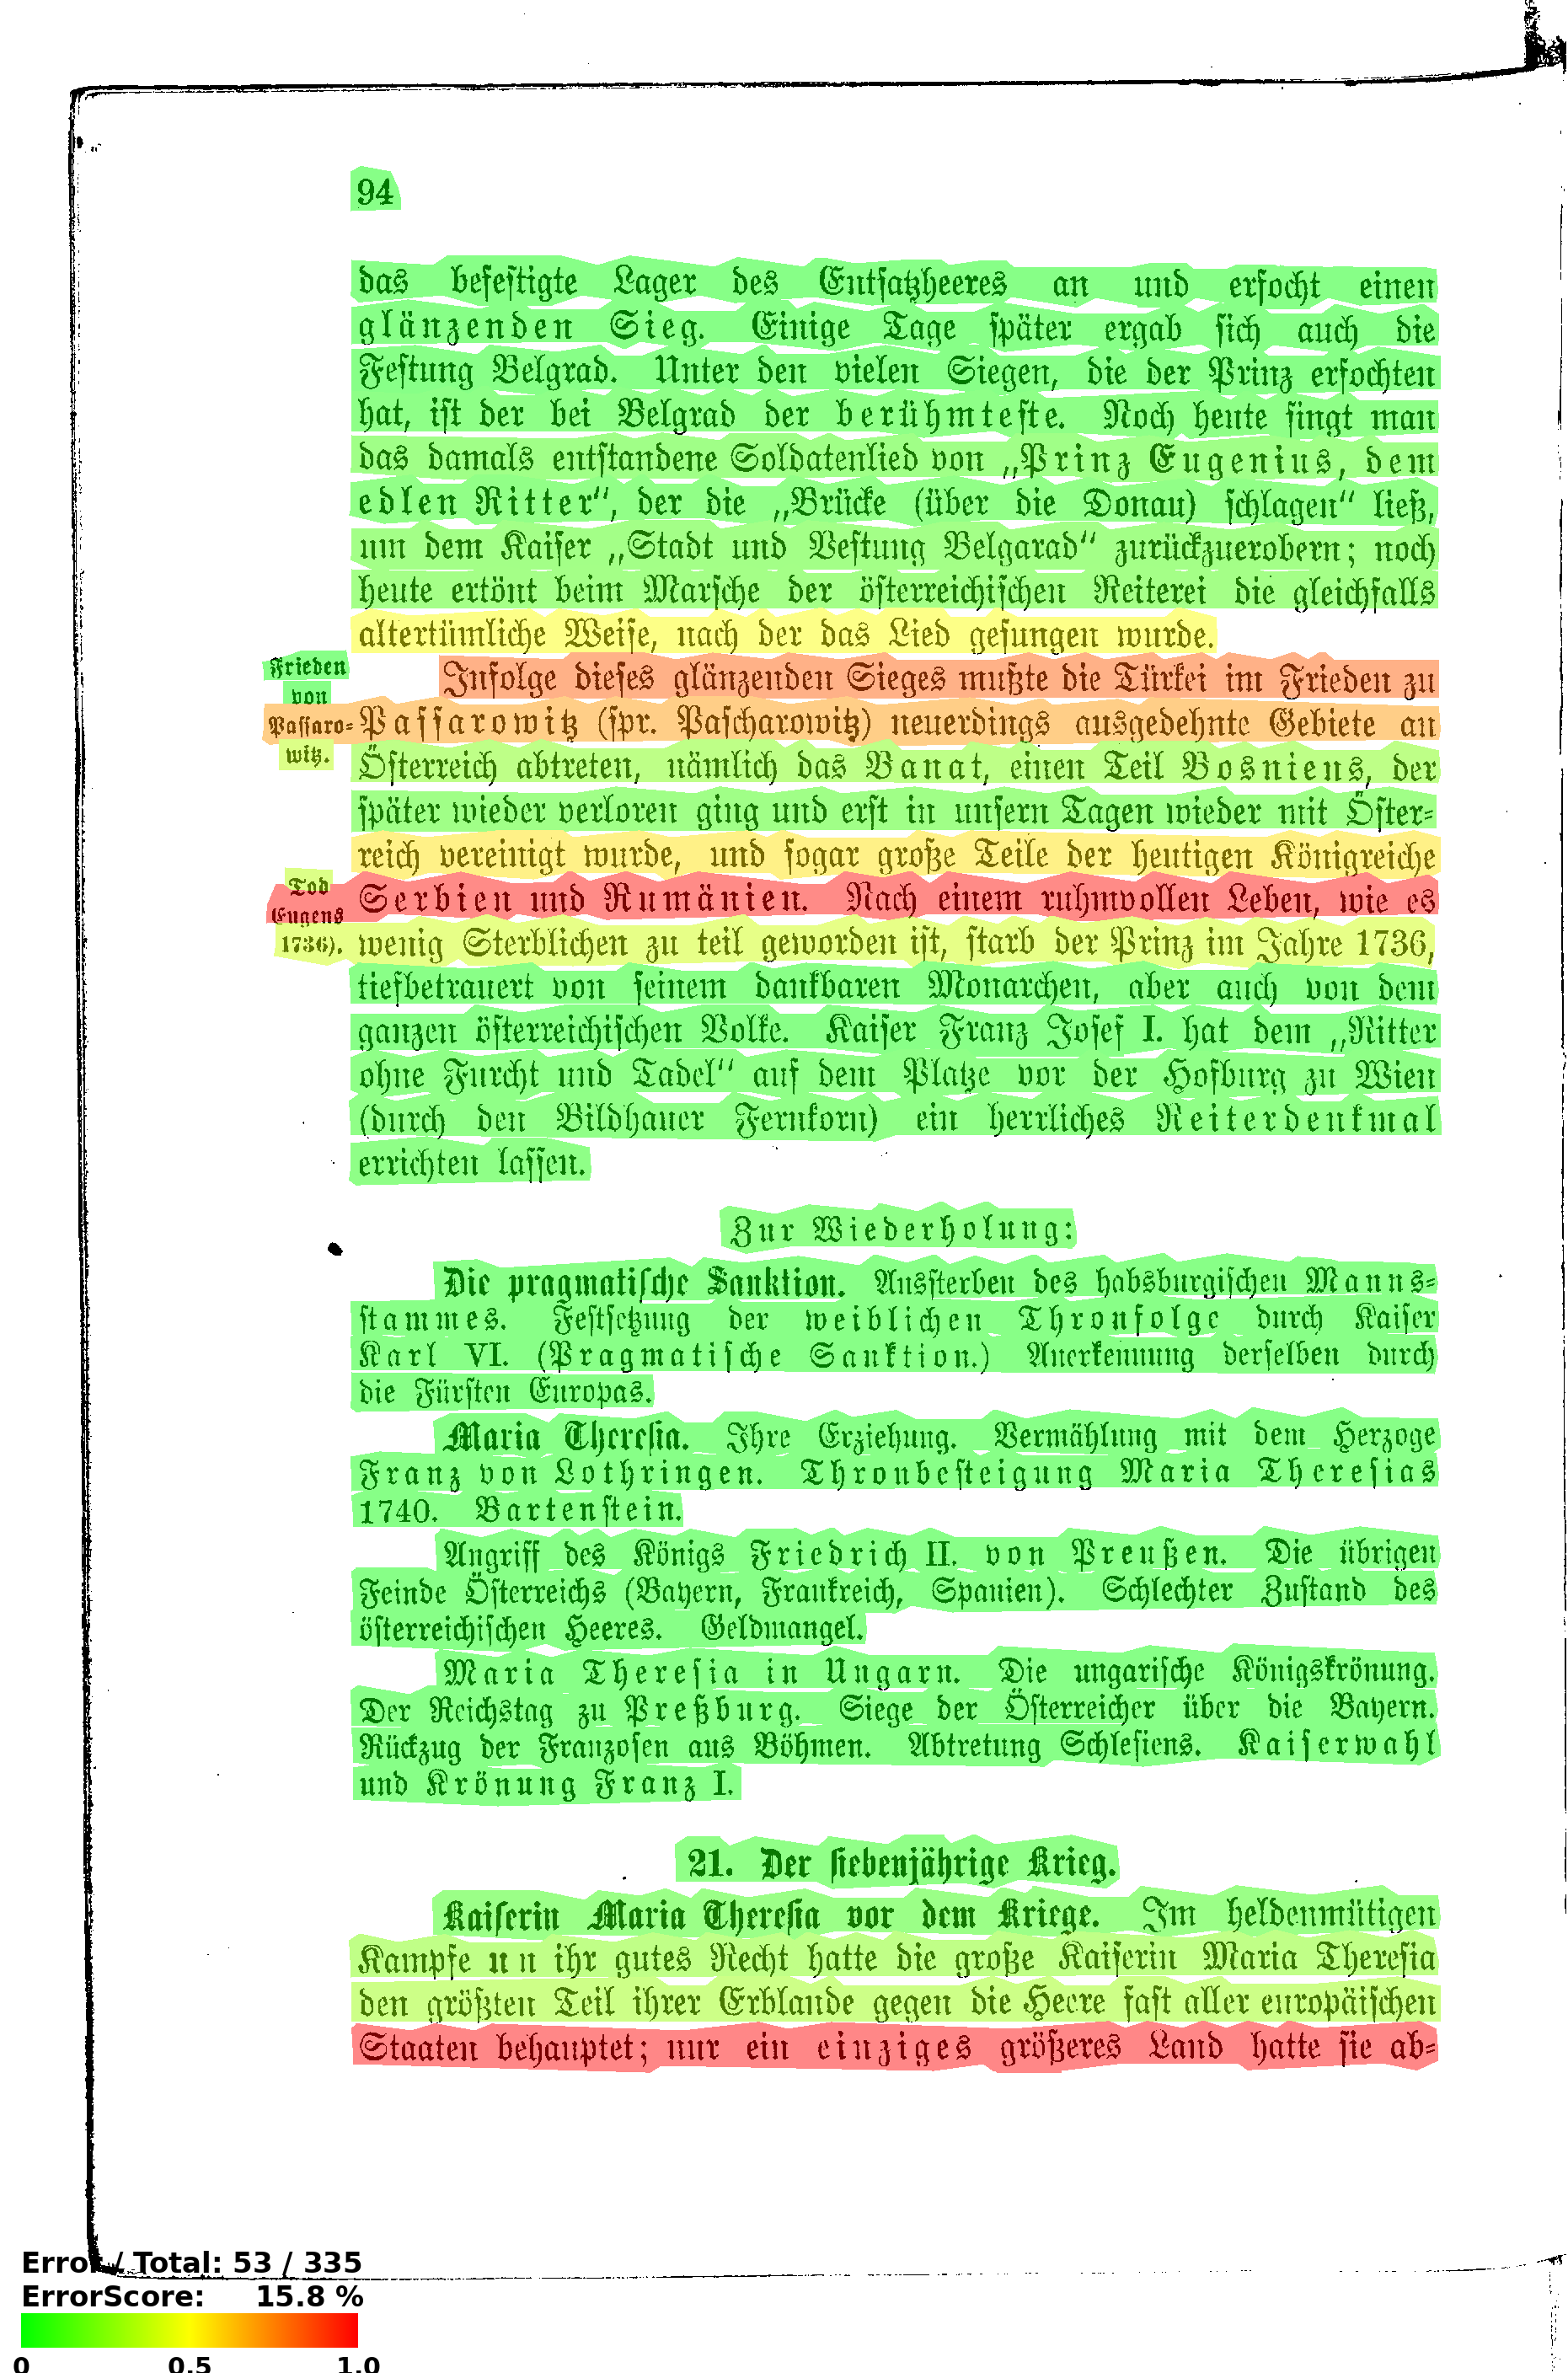 94
das befeſtigte Lager des Entſatzheeres an und erfocht einen
glänzenden Sieg. Einige Tage ſpäter ergab ſich auch die
Feſtung Belgrad. Unter den vielen Siegen, die der Prinz erfochten
hat, iſt der bei Belgrad der berühmteſte. Noch heute ſingt man
das damals entſtandene Soldatenlied von „Prinz Eugenius, dem
edlen Ritter“, der die „Brücke (über die Donau) ſchlagen“ ließ,
um dem Kaiſer „Stadt und Veſtung Belgarad“ zurückzuerobern; noch
heute ertönt beim Marſche der öſterreichiſchen Reiterei die gleichfalls
altertümliche Weiſe, nach der das Lied geſungen wurde.
Frieden
von
Paſſaro=
witz.
Infolge dieſes glänzenden Sieges mußte die Türkei im Frieden zu
Paſſarowitz (ſpr. Paſcharowitz) neuerdings ausgedehnte Gebiete an
Öſterreich abtreten, nämlich das Banat, einen Teil Bosniens, der
ſpäter wieder verloren ging und erſt in unſern Tagen wieder mit Öſter=
reich vereinigt wurde, und ſogar große Teile der heutigen Königreiche
Tod
Eugens
1736).
Serbien und Rumänien. Nach einem ruhmvollen Leben, wie es
wenig Sterblichen zu teil geworden iſt, ſtarb der Prinz im Jahre 1736,
tiefbetrauert von ſeinem dankbaren Monarchen, aber auch von dem
ganzen öſterreichiſchen Volke. Kaiſer Franz Joſef I. hat dem „Ritter
ohne Furcht und Tadel“ auf dem Platze vor der Hofburg zu Wien
(durch den Bildhauer Fernkorn) ein herrliches Reiterdenkmal
errichten laſſen.
Zur Wiederholung:
Die pragmatiſche Sanktion. Ausſterben des habsburgiſchen Manns=
ſtammes. Feſtſetzung der weiblichen Thronfolge durch Kaiſer
Karl VI. (Pragmatiſche Sanktion.) Anerkennung derſelben durch
die Fürſten Europas.
Maria Thereſia. Ihre Erziehung. Vermählung mit dem Herzoge
Franz von Lothringen. Thronbeſteigung Maria Thereſias
1740. Bartenſtein.
Angriff des Königs Friedrich II. von Preußen. Die übrigen
Feinde Öſterreichs (Bayern, Frankreich, Spanien). Schlechter Zuſtand des
öſterreichiſchen Heeres. Geldmangel.
Maria Thereſia in Ungarn. Die ungariſche Königskrönung.
Der Reichstag zu Preßburg. Siege der Öſterreicher über die Bayern.
Rückzug der Franzoſen aus Böhmen. Abtretung Schleſiens. Kaiſerwahl
und Krönung Franz I.
21. Der ſiebenjährige Krieg.
Kaiſerin Maria Thereſia vor dem Kriege. Im heldenmütigen
Kampfe un n ihr gutes Recht hatte die große Kaiſerin Maria Thereſia
den größten Teil ihrer Erblande gegen die Heere faſt aller europäiſchen
Staaten behauptet; nur ein einziges größeres Land hatte ſie ab=
Error / Total: 53 / 335
ErrorScore: 15.8 %
0 0.5 1.0